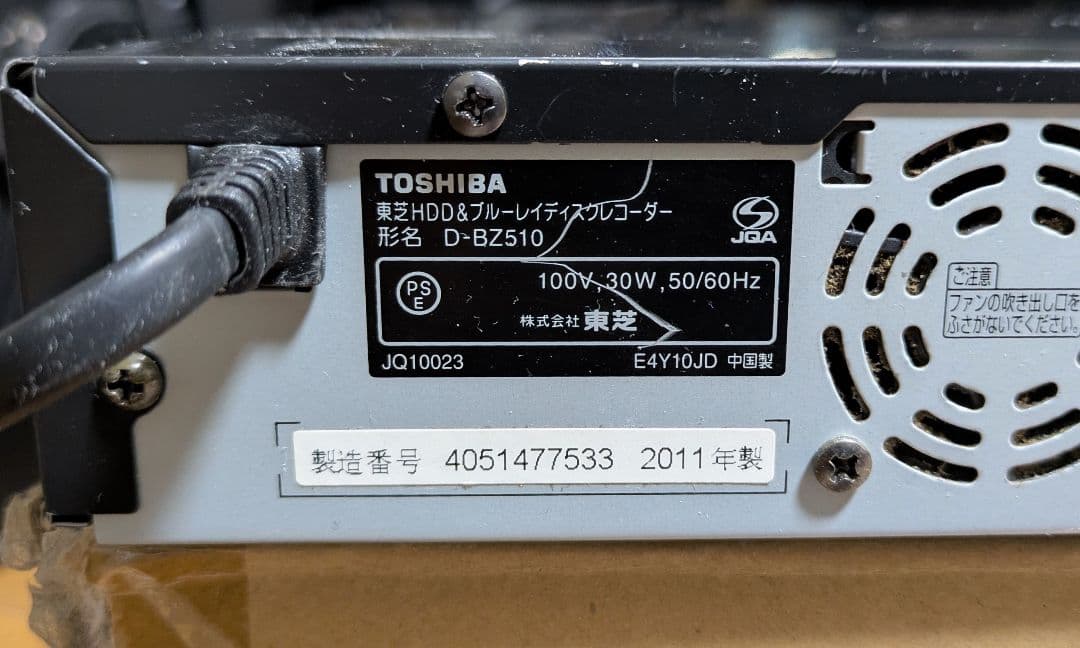 TOSHIBA
東芝HDD&ブルーレイディスクレコーダー
形名 D-BZ510
JQA
PS
E
100V,30W,50/60Hz
株式会社 東芝
JQ10023
E4Y10JD 中国製
製造番号 4051477533 2011年製
ご注意
ファンの吹き出し口を
ふさがないでください。